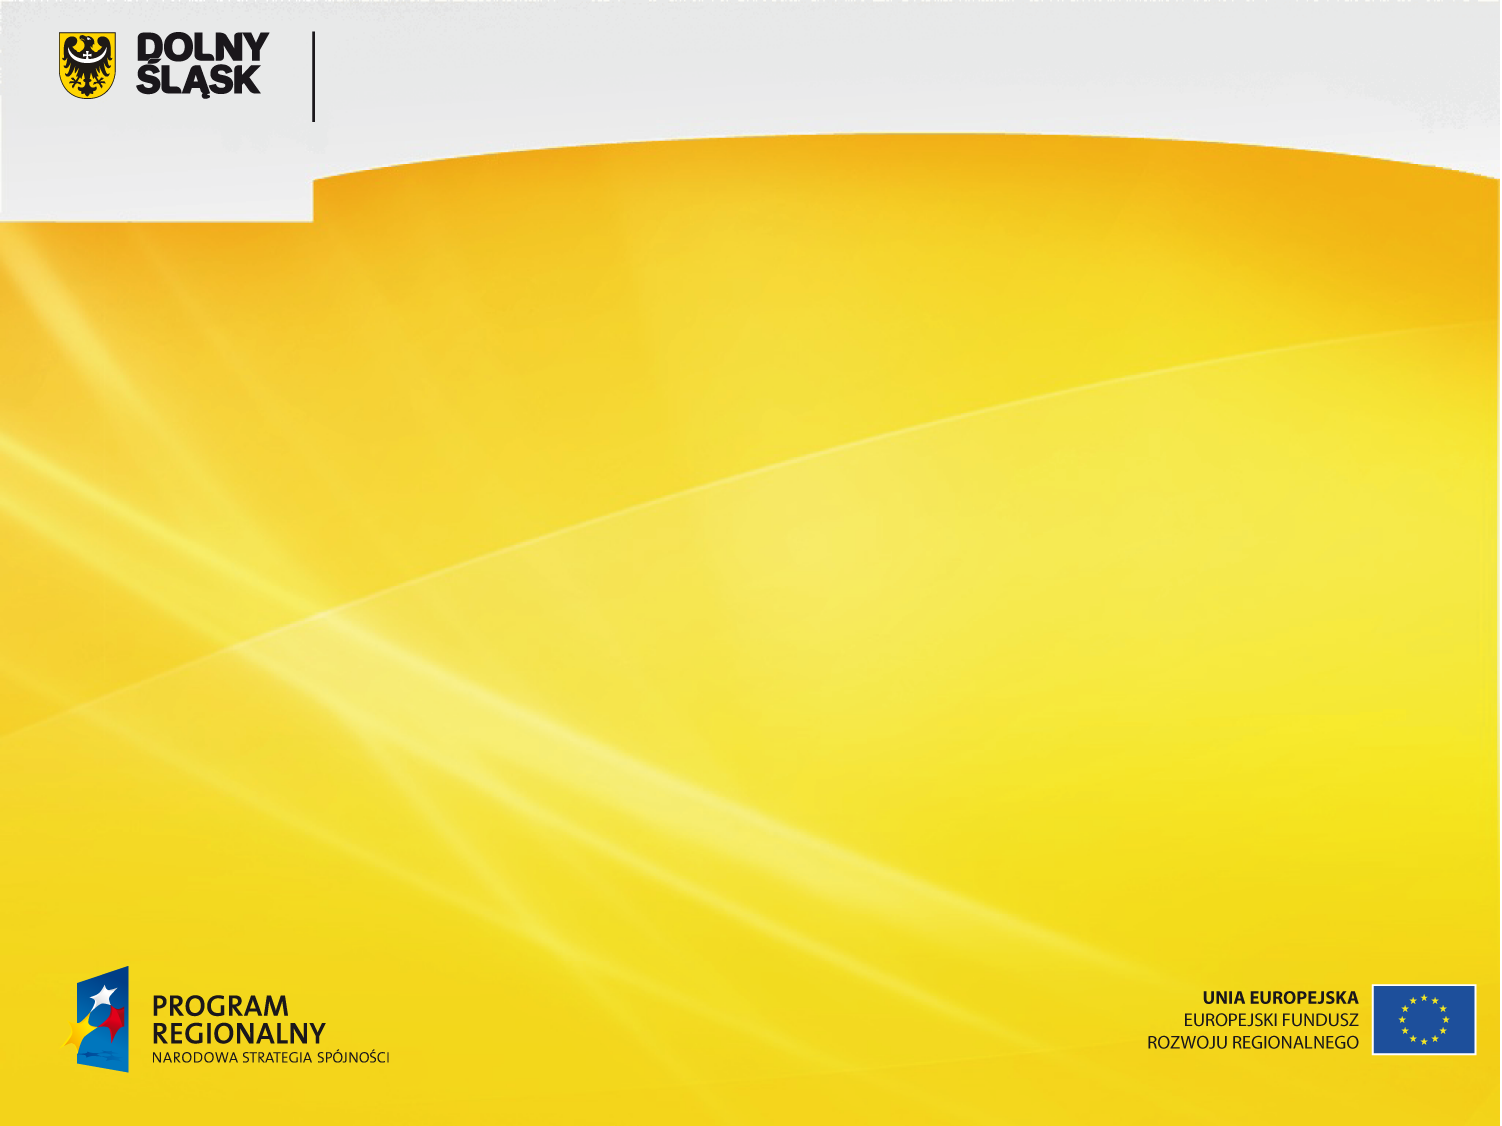 DOLNY
ŚLĄSK
PROGRAM
REGIONALNY
NARODOWA STRATEGIA SPÓJNOŚCI
UNIA EUROPEJSKA
EUROPEJSKI FUNDUSZ
ROZWOJU REGIONALNEGO